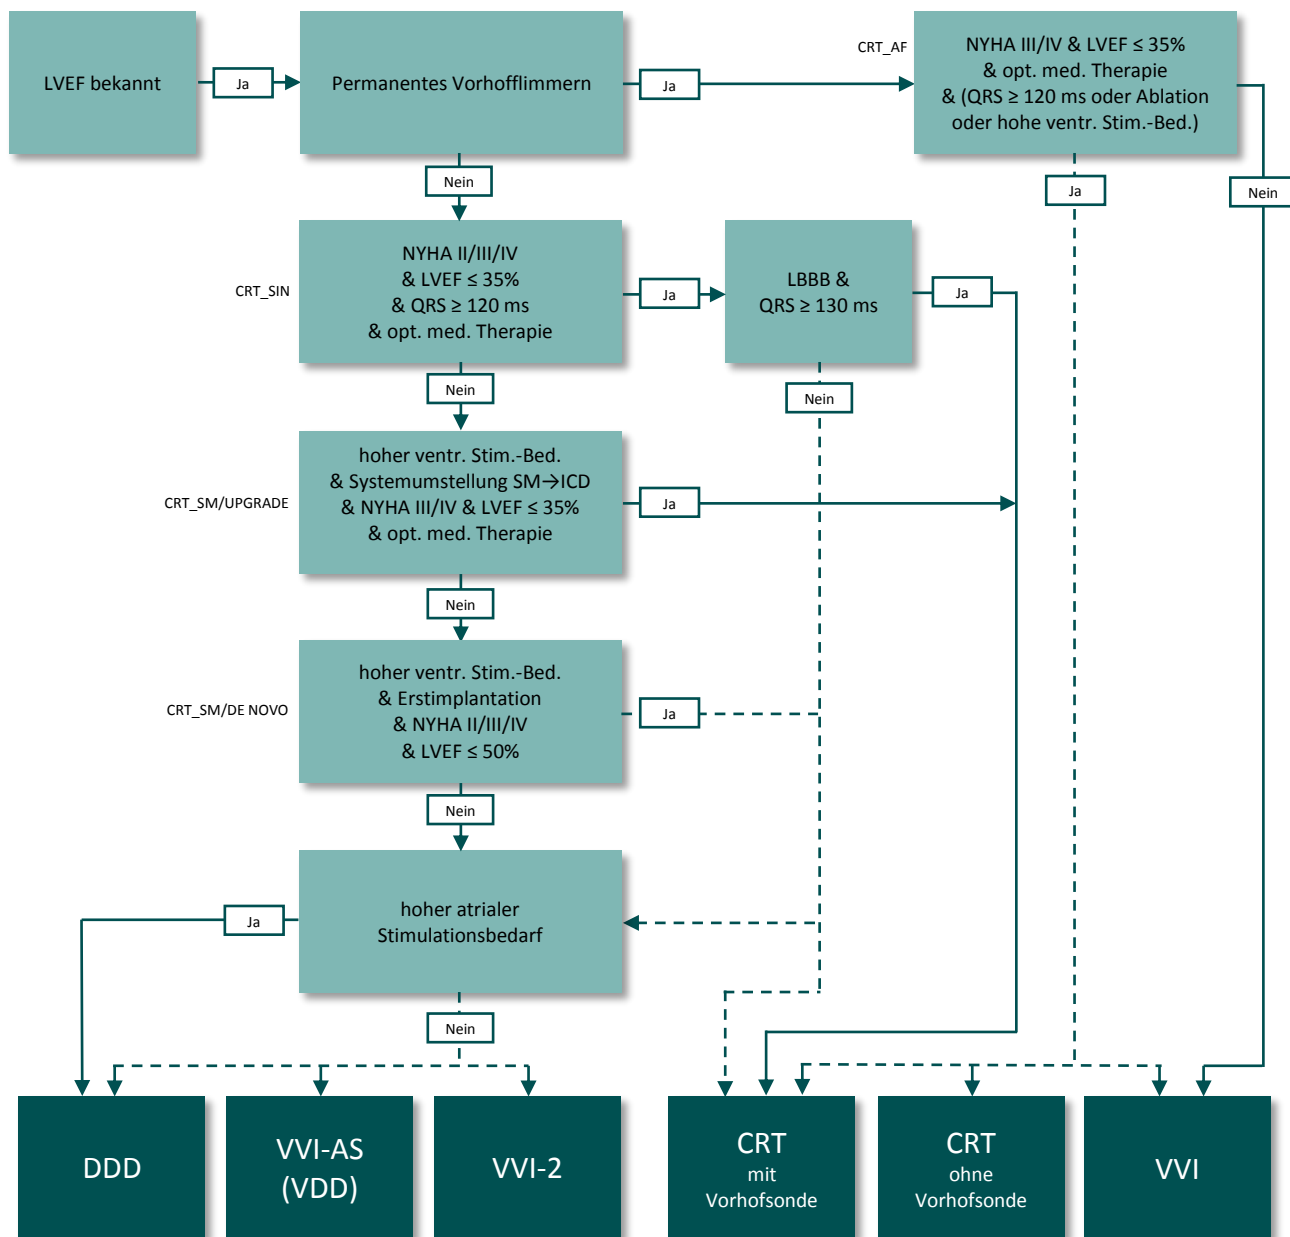 LVEF bekannt
Ja
Permanentes Vorhofflimmern
Ja
CRT_AF
NYHA III/IV & LVEF ≤ 35%
& opt. med. Therapie
& (QRS ≥ 120 ms oder Ablation
oder hohe ventr. Stim.-Bed.)
Nein
Ja
Nein
CRT_SIN
NYHA II/III/IV
& LVEF ≤ 35%
& QRS ≥ 120 ms
& opt. med. Therapie
Ja
LBBB &
QRS ≥ 130 ms
Ja
Nein
Nein
CRT_SM/UPGRADE
hoher ventr. Stim.-Bed.
& Systemumstellung SM→ICD
& NYHA III/IV & LVEF ≤ 35%
& opt. med. Therapie
Ja
Nein
CRT_SM/DE NOVO
hoher ventr. Stim.-Bed.
& Erstimplantation
& NYHA II/III/IV
& LVEF ≤ 50%
Ja
Nein
Ja
hoher atrialer
Stimulationsbedarf
Nein
DDD
VVI-AS
(VDD)
VVI-2
CRT
mit
Vorhofsonde
CRT
ohne
Vorhofsonde
VVI